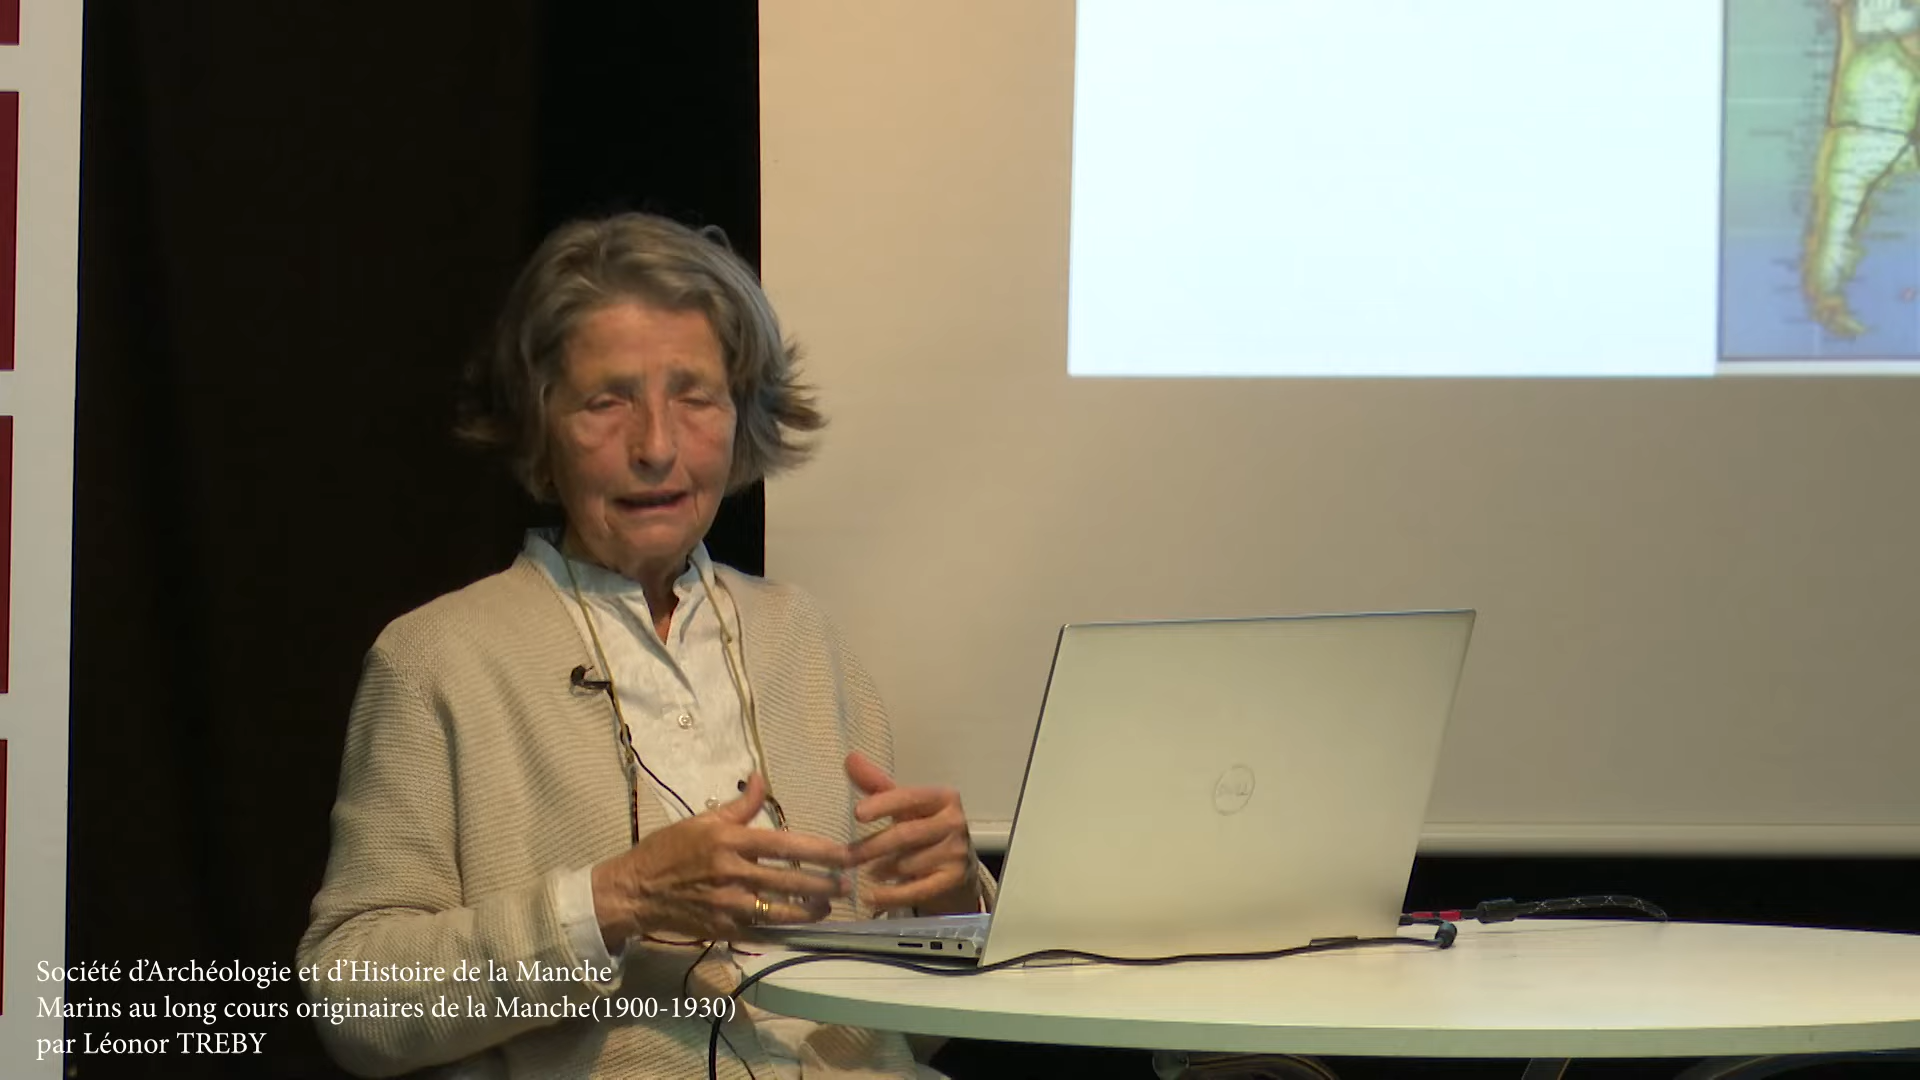 DELL
Société d'Archéologie et d'Histoire de la Manche
Marins au long cours originaires de la Manche(1900-1930)
par Léonor TREBY